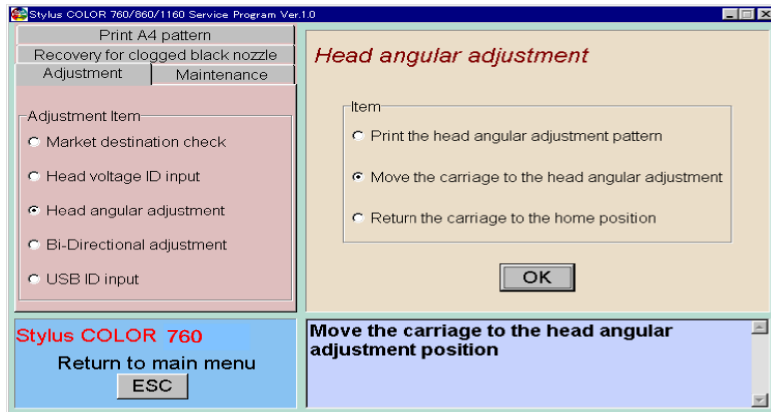 Stylus COLOR 760/860/1160 Service Program Ver.1.0
Print A4 pattern
Recovery for clogged black nozzle
Adjustment
Maintenance
Adjustment Item
Market destination check
Head voltage ID input
Head angular adjustment
Bi-Directional adjustment
USB ID input
Head angular adjustment
Item
Print the head angular adjustment pattern
Move the carriage to the head angular adjustment
Return the carriage to the home position
OK
Stylus COLOR 760
Return to main menu
ESC
Move the carriage to the head angular
adjustment position